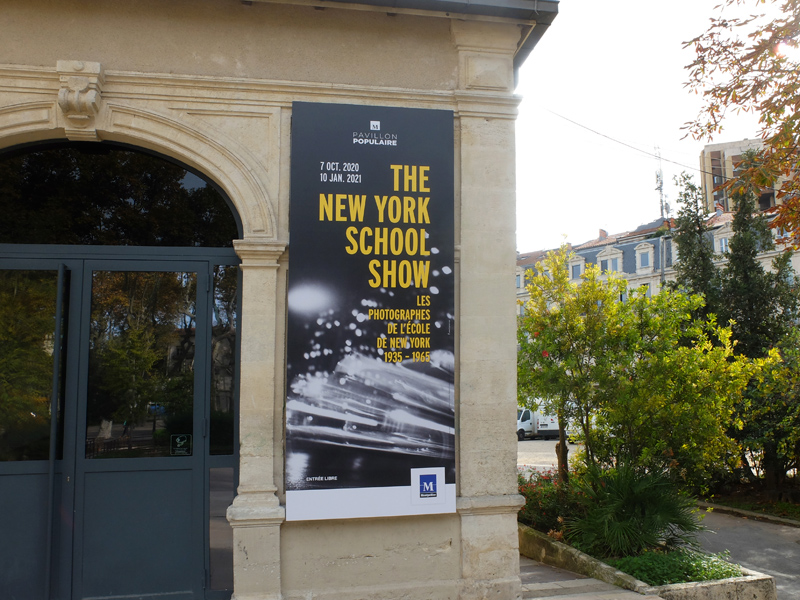 M
PAVILLON
POPULAIRE
7 OCT. 2020
10 JAN. 2021
THE
NEW YORK
SCHOOL
SHOW
LES
PHOTOGRAPHES
DE L'ÉCOLE
DE NEW YORK
1935 – 1965
ENTRÉE LIBRE
M
Montpellier